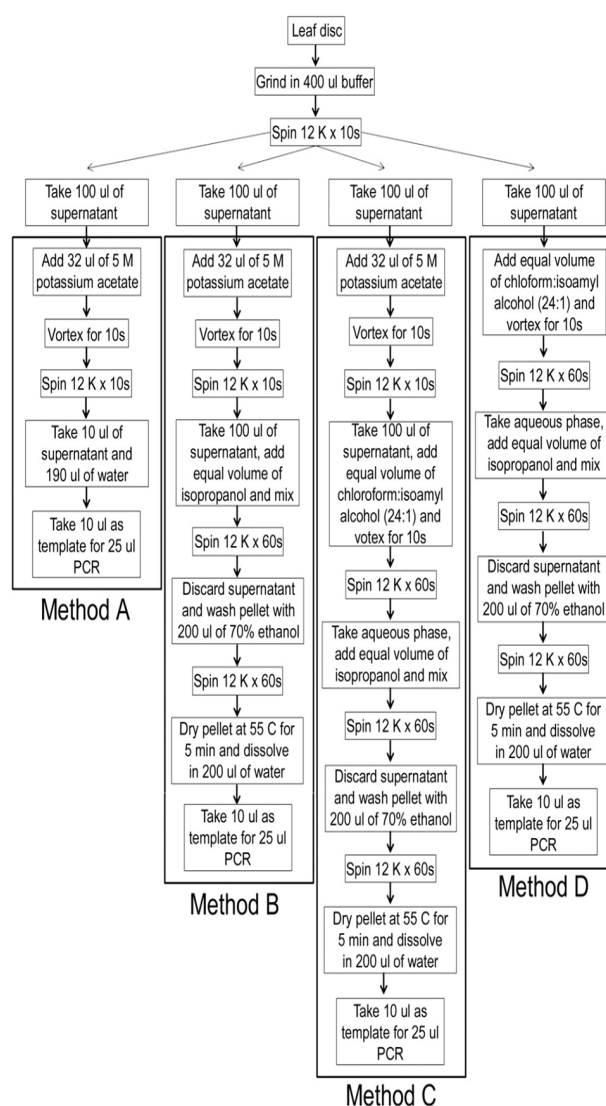 Leaf disc
Grind in 400 ul buffer
Spin 12 K x 10s
Take 100 ul of
supernatant
Add 32 ul of 5 M
potassium acetate
Vortex for 10s
Spin 12 K x 10s
Take 10 ul of
supernatant and
190 ul of water
Take 10 ul as
template for 25 ul
PCR
Method A
Take 100 ul of
supernatant
Add 32 ul of 5 M
potassium acetate
Vortex for 10s
Spin 12 K x 10s
Take 100 ul of
supernatant, add
equal volume of
isopropanol and mix
Spin 12 K x 60s
Discard supernatant
and wash pellet with
200 ul of 70% ethanol
Spin 12 K x 60s
Dry pellet at 55 C for
5 min and dissolve
in 200 ul of water
Take 10 ul as
template for 25 ul
PCR
Method B
Take 100 ul of
supernatant
Add 32 ul of 5 M
potassium acetate
Vortex for 10s
Spin 12 K x 10s
Take 100 ul of
supernatant, add
equal volume of
chloroform:isoamyl
alcohol (24:1) and
votex for 10s
Spin 12 K x 60s
Take aqueous phase,
add equal volume of
isopropanol and mix
Spin 12 K x 60s
Discard supernatant
and wash pellet with
200 ul of 70% ethanol
Spin 12 K x 60s
Dry pellet at 55 C for
5 min and dissolve
in 200 ul of water
Take 10 ul as
template for 25 ul
PCR
Method C
Take 100 ul of
supernatant
Add equal volume
of chloroform:isoamyl
alcohol (24:1) and
vortex for 10s
Spin 12 K x 60s
Take aqueous phase,
add equal volume of
isopropanol and mix
Spin 12 K x 60s
Discard supernatant
and wash pellet with
200 ul of 70% ethanol
Spin 12 K x 60s
Dry pellet at 55 C for
5 min and dissolve
in 200 ul of water
Take 10 ul as
template for 25 ul
PCR
Method D